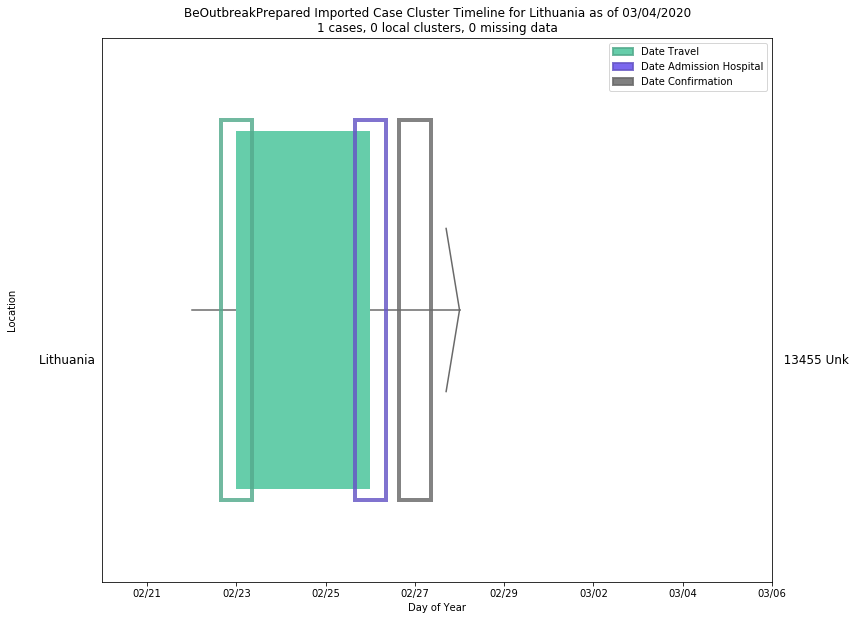 BeOutbreakPrepared Imported Case Cluster Timeline for Lithuania as of 03/04/2020
1 cases, 0 local clusters, 0 missing data
Date Travel
Date Admission Hospital
Date Confirmation
Location
Lithuania
13455 Unk
02/21 02/23 02/25 02/27 02/29 03/02 03/04 03/06
Day of Year